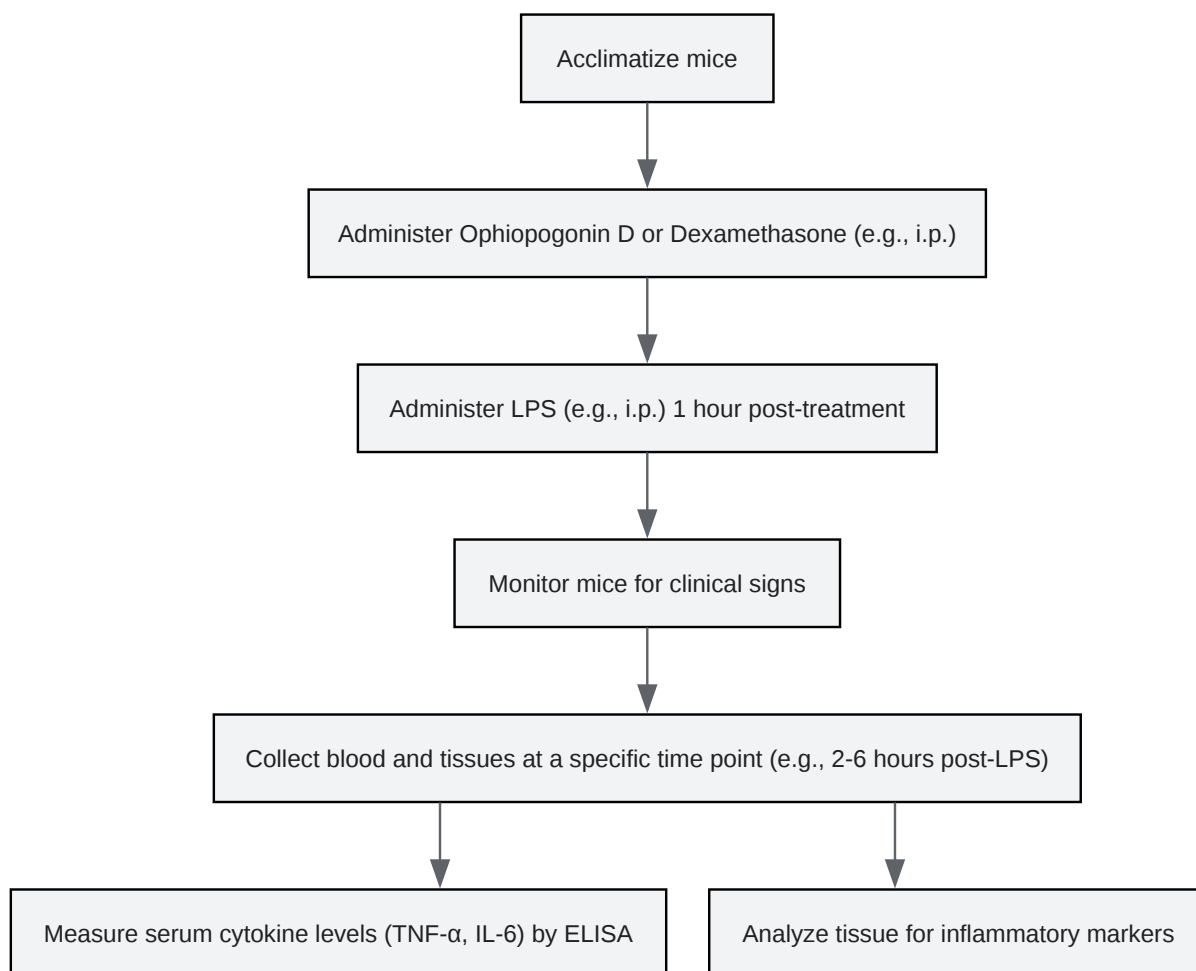 Acclimatize mice
Administer Ophiopogonin D or Dexamethasone (e.g., i.p.)
Administer LPS (e.g., i.p.) 1 hour post-treatment
Monitor mice for clinical signs
Collect blood and tissues at a specific time point (e.g., 2-6 hours post-LPS)
Measure serum cytokine levels (TNF-α, IL-6) by ELISA
Analyze tissue for inflammatory markers